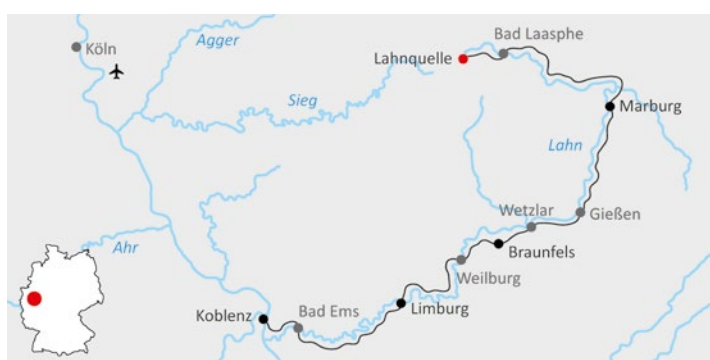 Bad Laasphe
Agger
Köln
Lahnquelle
Sieg
Marburg
Lahn
Wetzlar
Gießen
Ahr
Braunfels
Weilburg
Bad Ems
Limburg
Koblenz